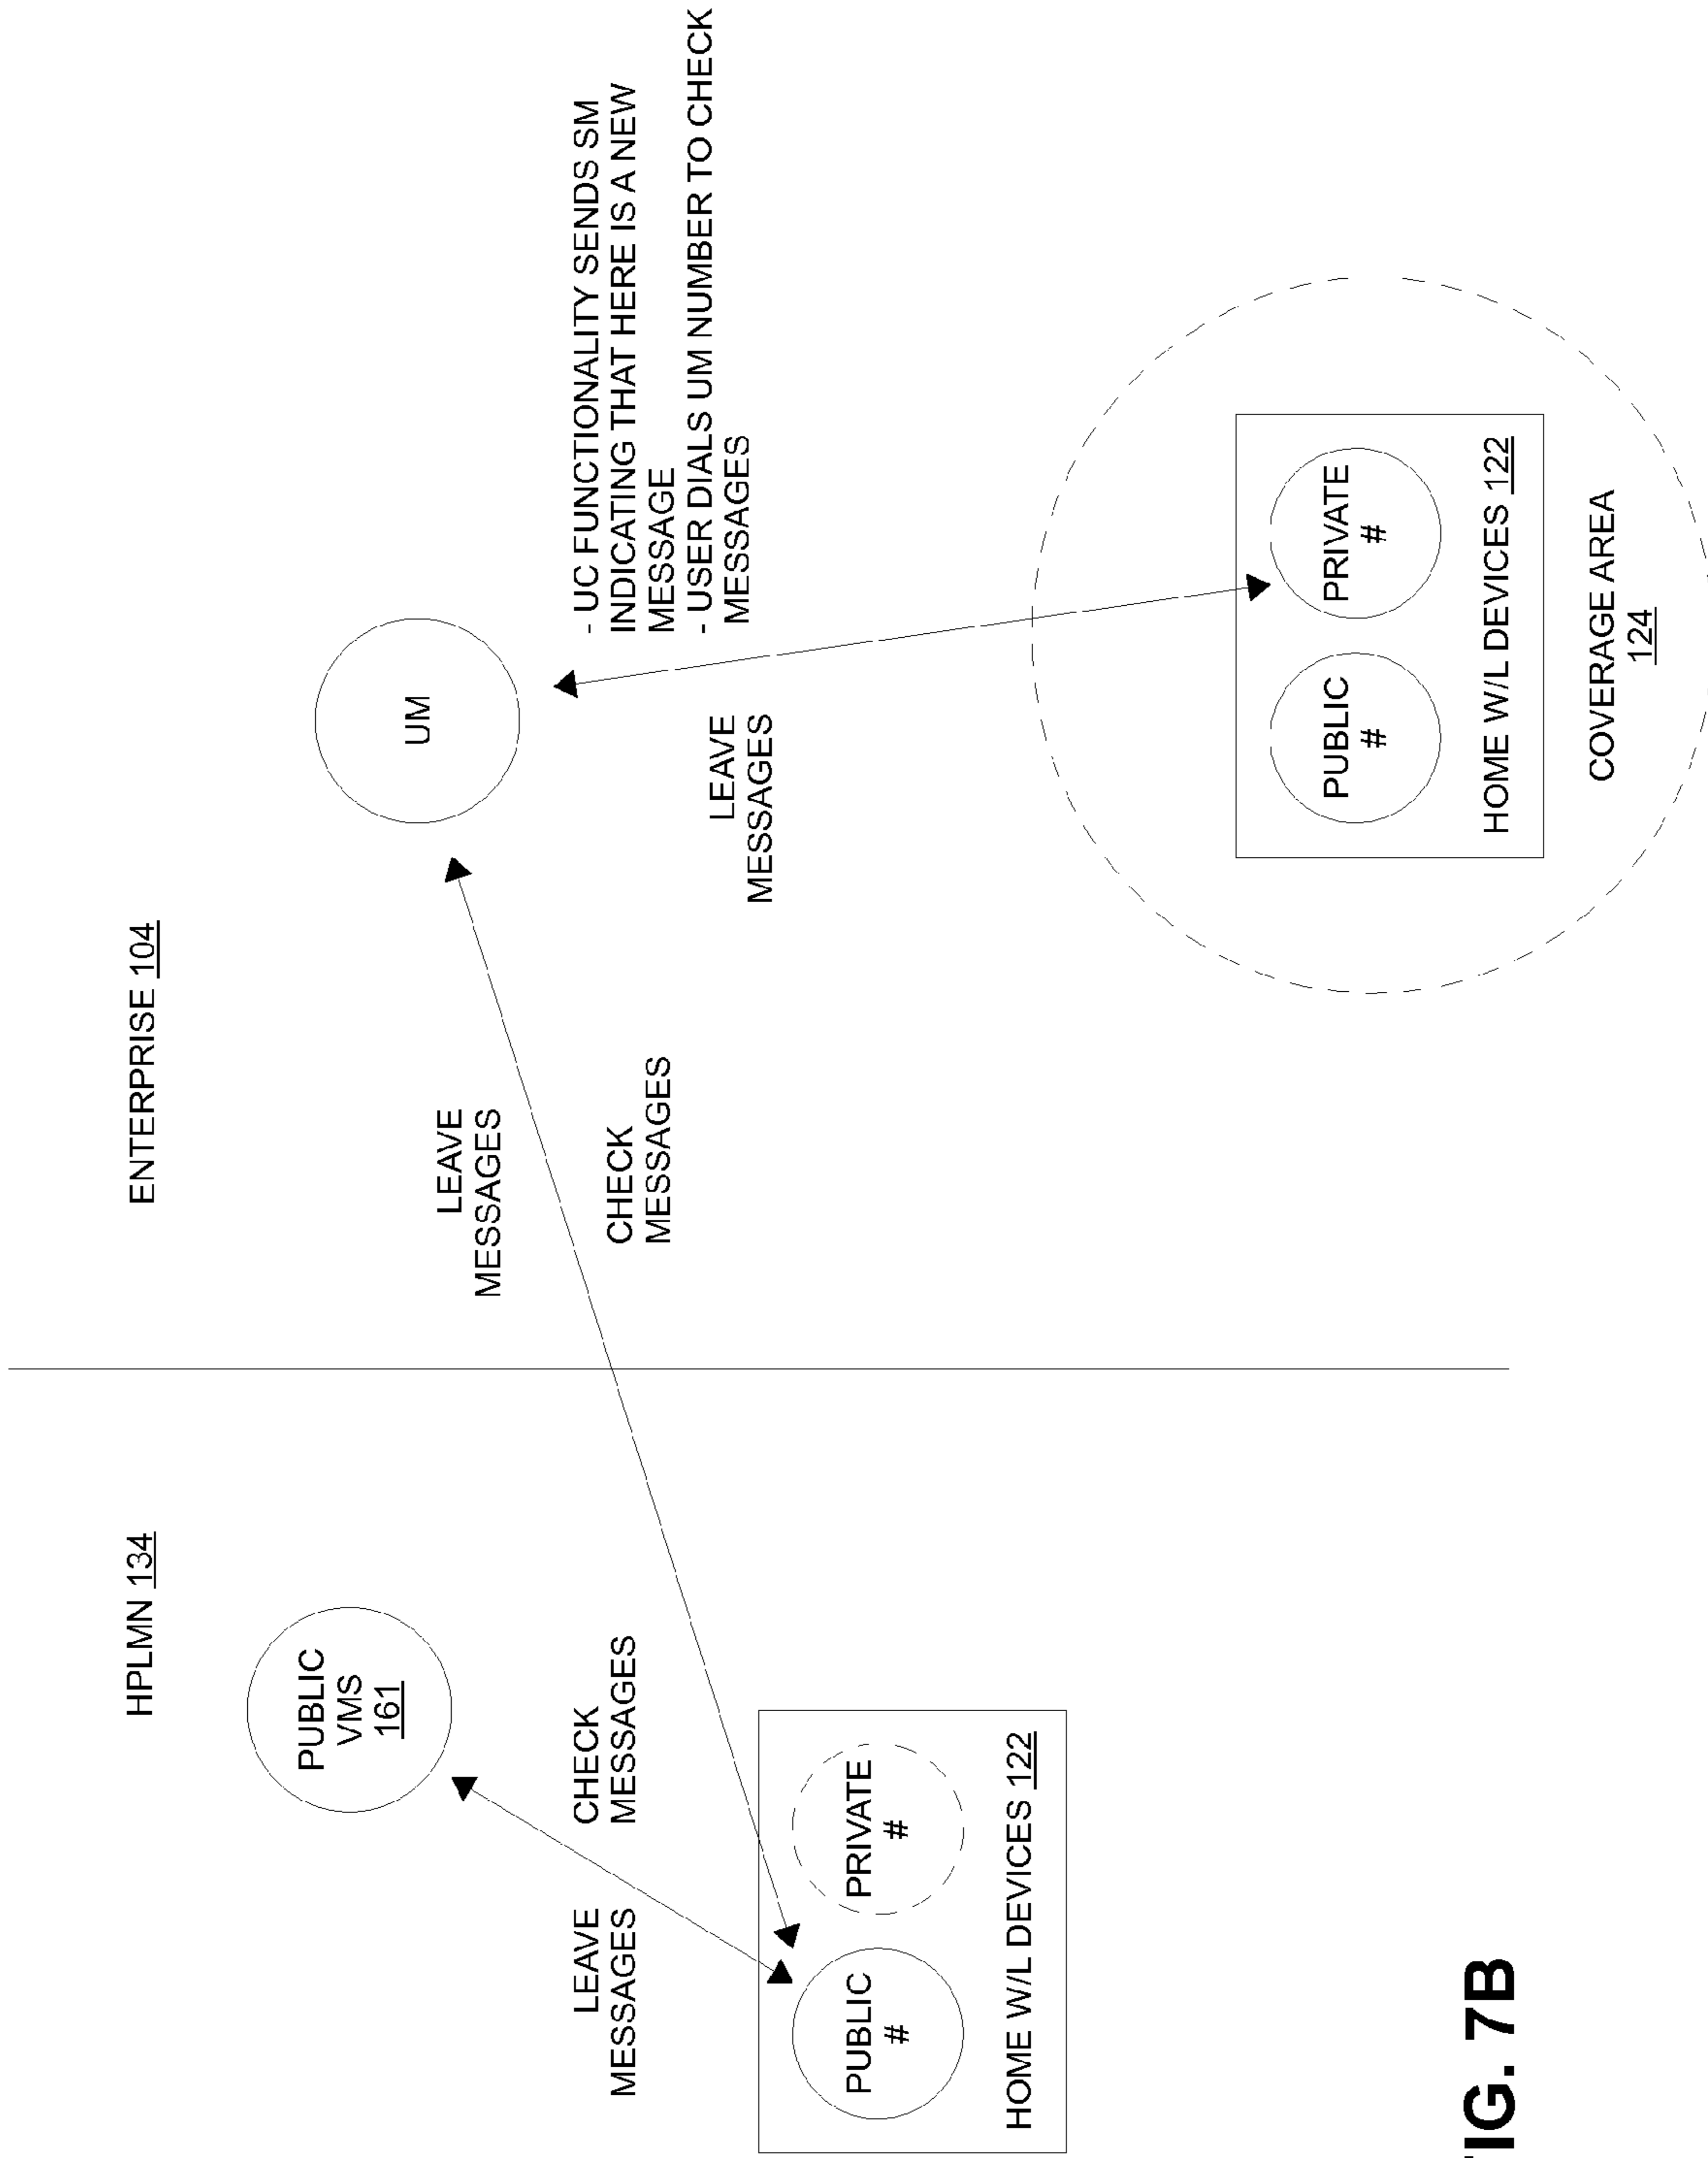 HPLMN 134
ENTERPRISE 104
PUBLIC
VMS
161
UM
LEAVE
MESSAGES
CHECK
MESSAGES
LEAVE
MESSAGES
CHECK
MESSAGES
- UC FUNCTIONALITY SENDS SM
INDICATING THAT HERE IS A NEW
MESSAGE
- USER DIALS UM NUMBER TO CHECK
MESSAGES
LEAVE
MESSAGES
PUBLIC
#
PRIVATE
#
HOME W/L DEVICES 122
PUBLIC
#
PRIVATE
#
HOME W/L DEVICES 122
COVERAGE AREA
124
FIG. 7B